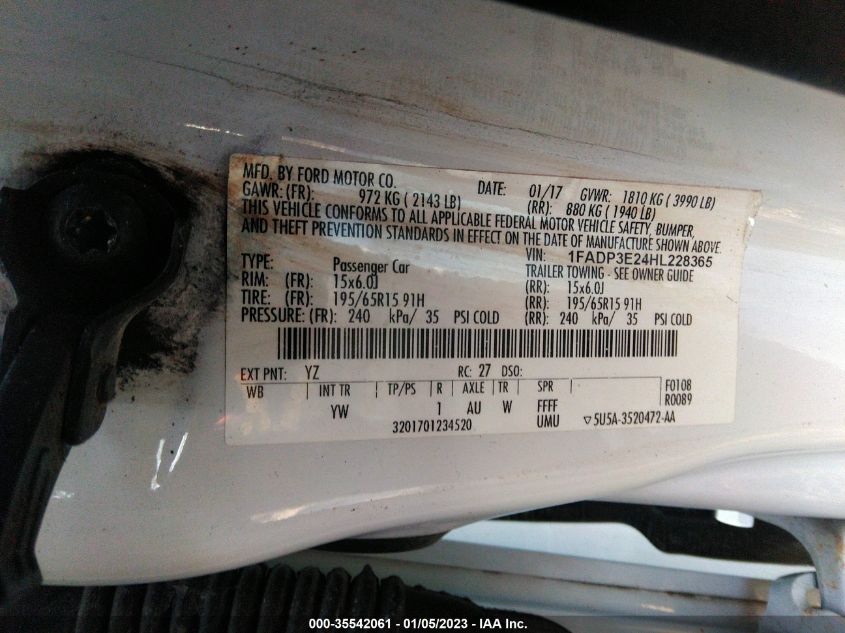 MFD. BY FORD MOTOR CO. DATE: 01/17 GVWR: 1810 KG ( 3990 LB)
GAWR: (FR): 972 KG ( 2143 LB) (RR): 880 KG ( 1940 LB)
THIS VEHICLE CONFORMS TO ALL APPLICABLE FEDERAL MOTOR VEHICLE SAFETY, BUMPER,
AND THEFT PREVENTION STANDARDS IN EFFECT ON THE DATE OF MANUFACTURE SHOWN ABOVE.
VIN: 1FADP3E24HL228365
TYPE: Passenger Car TRAILER TOWING - SEE OWNER GUIDE
RIM: (FR): 15x6.0J (RR): 15x6.0J
TIRE: (FR): 195/65R15 91H (RR): 195/65R15 91H
PRESSURE: (FR): 240 kPa/ 35 PSI COLD (RR): 240 kPa/ 35 PSI COLD
EXT PNT: YZ RC: 27 DSO:
WB INT TR TP/PS R AXLE TR SPR F0108
R0089
YW 1 AU W FFFF
3201701234520 UMU ▽5U5A-3520472-AA
000-35542061 - 01/05/2023 - IAA Inc.